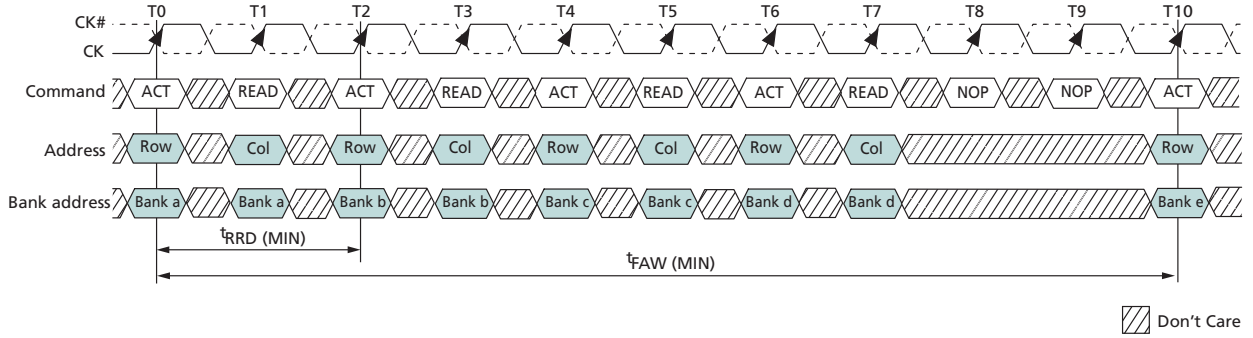 T0 T1 T2 T3 T4 T5 T6 T7 T8 T9 T10
CK#
CK
Command ACT READ ACT READ ACT READ ACT READ NOP NOP ACT
Address Row Col Row Col Row Col Row Col Row
Bank address Bank a Bank a Bank b Bank b Bank c Bank c Bank d Bank d Bank e
tRRD (MIN)
tFAW (MIN)
Don't Care